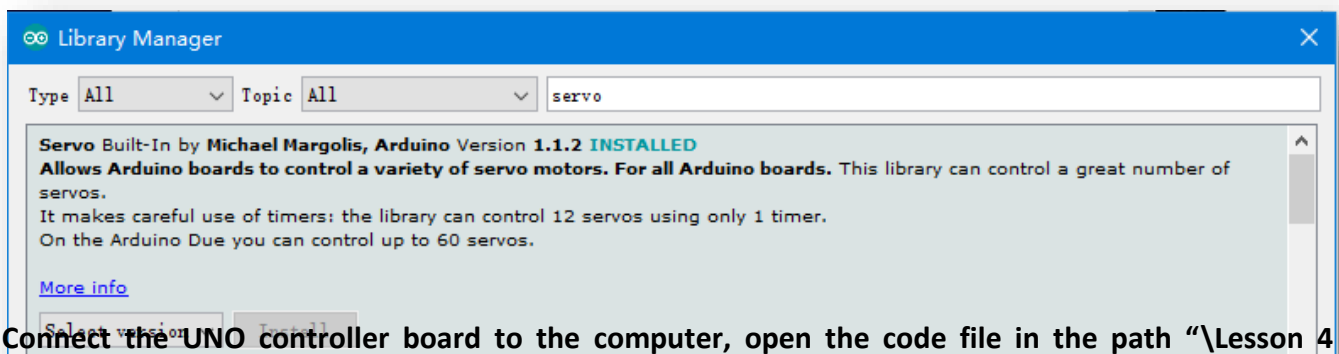 Library Manager
Type All Topic All servo
Servo Built-In by Michael Margolis, Arduino Version 1.1.2 INSTALLED
Allows Arduino boards to control a variety of servo motors. For all Arduino boards. This library can control a great number of
servos.
It makes careful use of timers: the library can control 12 servos using only 1 timer.
On the Arduino Due you can control up to 60 servos.
More info
Select version Install
Connect the UNO controller board to the computer, open the code file in the path “\Lesson 4